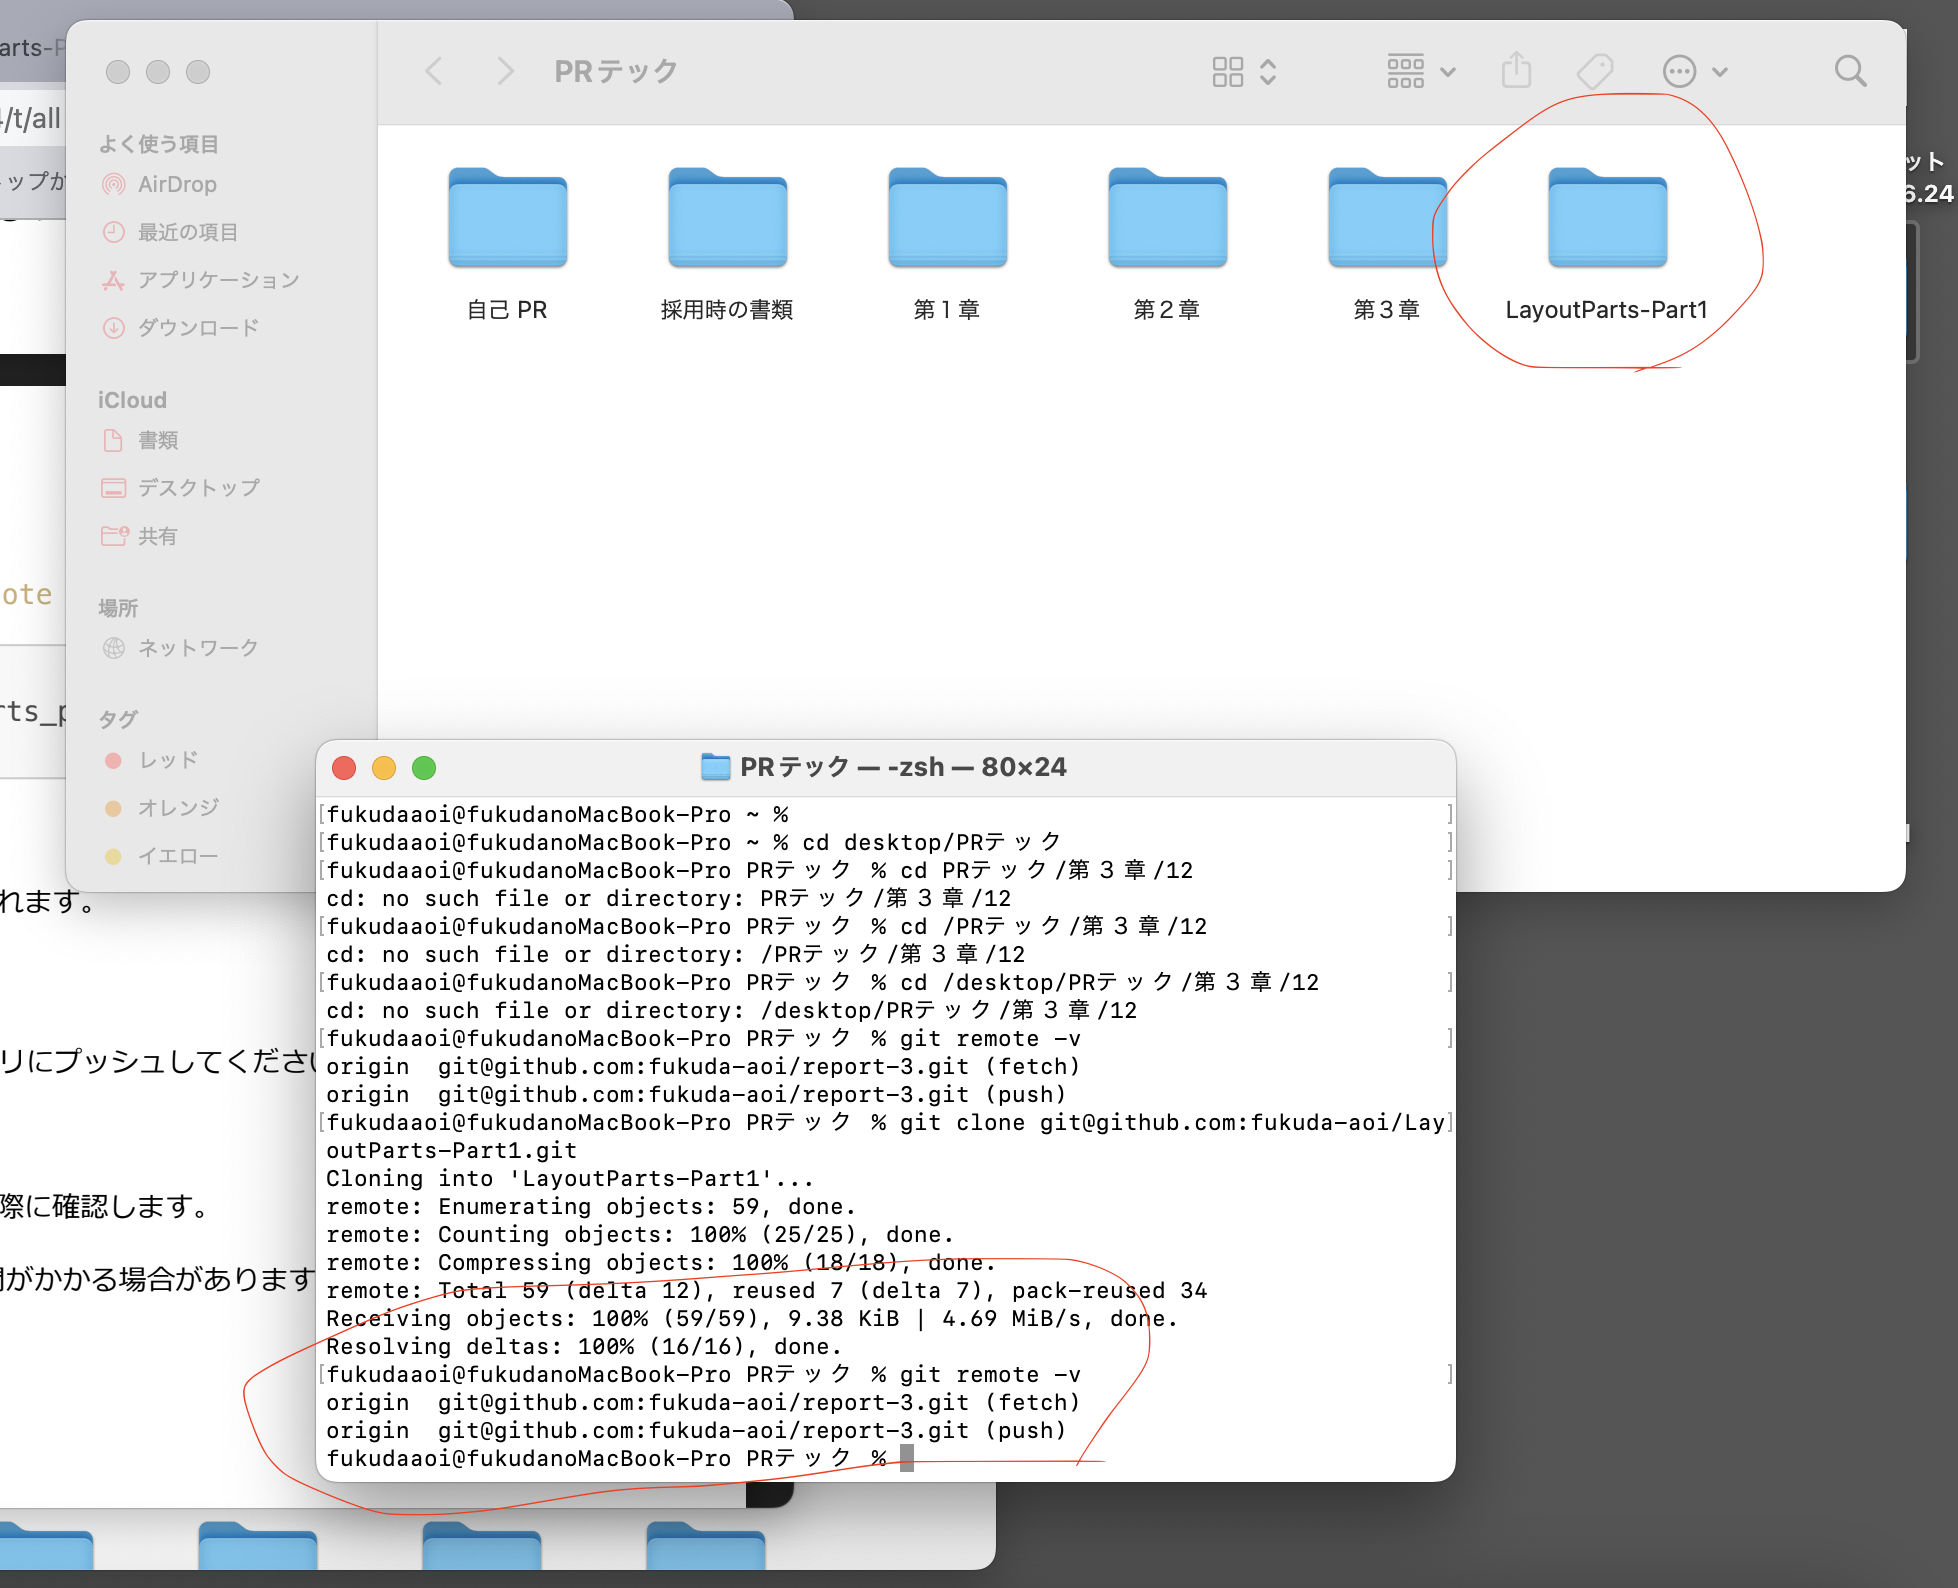 PRテック
よく使う項目
AirDrop
最近の項目
アプリケーション
ダウンロード
iCloud
書類
デスクトップ
共有
場所
ネットワーク
タグ
レッド
オレンジ
イエロー
自己 PR
採用時の書類
第１章
第２章
第３章
LayoutParts-Part1
arts-P
/t/all
ップか
ote
rts_p
れます。
リにプッシュしてくださ
際に確認します。
がかかる場合があります
ット
6.24
PRテック — -zsh — 80×24
fukudaaoi@fukudanoMacBook-Pro ~ %
fukudaaoi@fukudanoMacBook-Pro ~ % cd desktop/PRテック
fukudaaoi@fukudanoMacBook-Pro PRテック % cd PRテック/第３章/12
cd: no such file or directory: PRテック/第３章/12
fukudaaoi@fukudanoMacBook-Pro PRテック % cd /PRテック/第３章/12
cd: no such file or directory: /PRテック/第３章/12
fukudaaoi@fukudanoMacBook-Pro PRテック % cd /desktop/PRテック/第３章/12
cd: no such file or directory: /desktop/PRテック/第３章/12
fukudaaoi@fukudanoMacBook-Pro PRテック % git remote -v
origin  git@github.com:fukuda-aoi/report-3.git (fetch)
origin  git@github.com:fukuda-aoi/report-3.git (push)
fukudaaoi@fukudanoMacBook-Pro PRテック % git clone git@github.com:fukuda-aoi/Lay
outParts-Part1.git
Cloning into 'LayoutParts-Part1'...
remote: Enumerating objects: 59, done.
remote: Counting objects: 100% (25/25), done.
remote: Compressing objects: 100% (18/18), done.
remote: Total 59 (delta 12), reused 7 (delta 7), pack-reused 34
Receiving objects: 100% (59/59), 9.38 KiB | 4.69 MiB/s, done.
Resolving deltas: 100% (16/16), done.
fukudaaoi@fukudanoMacBook-Pro PRテック % git remote -v
origin  git@github.com:fukuda-aoi/report-3.git (fetch)
origin  git@github.com:fukuda-aoi/report-3.git (push)
fukudaaoi@fukudanoMacBook-Pro PRテック %